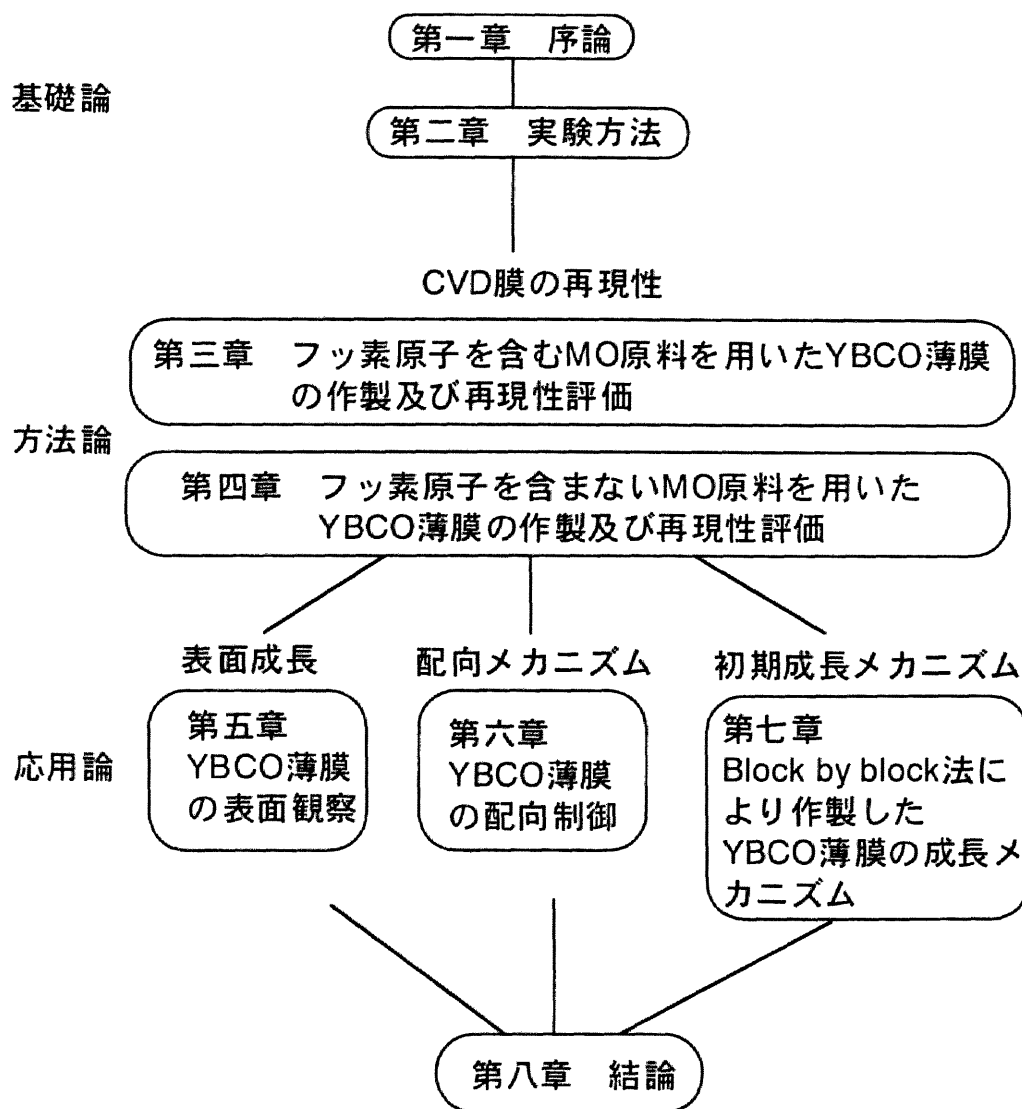 第一章　序論
基礎論
第二章　実験方法
CVD膜の再現性
第三章　フッ素原子を含むMO原料を用いたYBCO薄膜
の作製及び再現性評価
方法論
第四章　フッ素原子を含まないMO原料を用いた
YBCO薄膜の作製及び再現性評価
表面成長
配向メカニズム
初期成長メカニズム
応用論
第五章
YBCO薄膜
の表面観察
第六章
YBCO薄膜
の配向制御
第七章
Block by block法に
より作製した
YBCO薄膜の成長メ
カニズム
第八章　結論